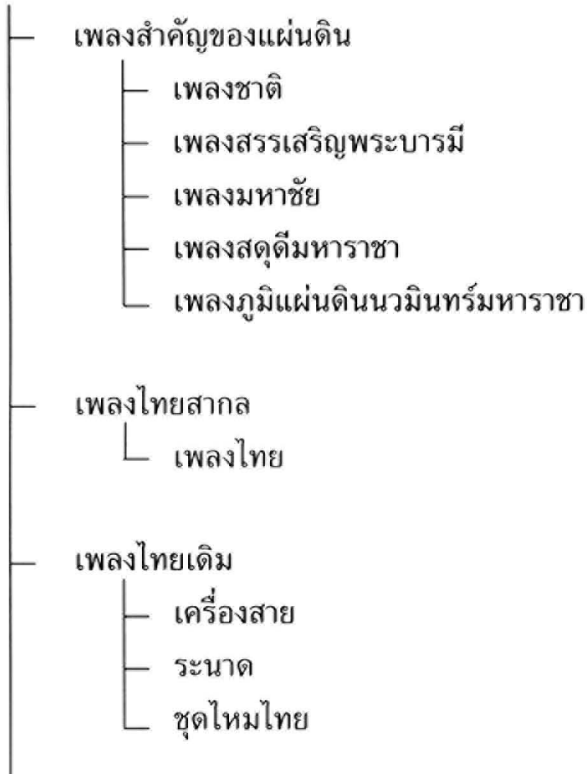 เพลงสำคัญของแผ่นดิน
เพลงชาติ
เพลงสรรเสริญพระบารมี
เพลงมหาชัย
เพลงสดุดีมหาราชา
เพลงภูมิแผ่นดินนวมินทร์มหาราชา
เพลงไทยสากล
เพลงไทย
เพลงไทยเดิม
เครื่องสาย
ระนาด
ชุดไหมไทย